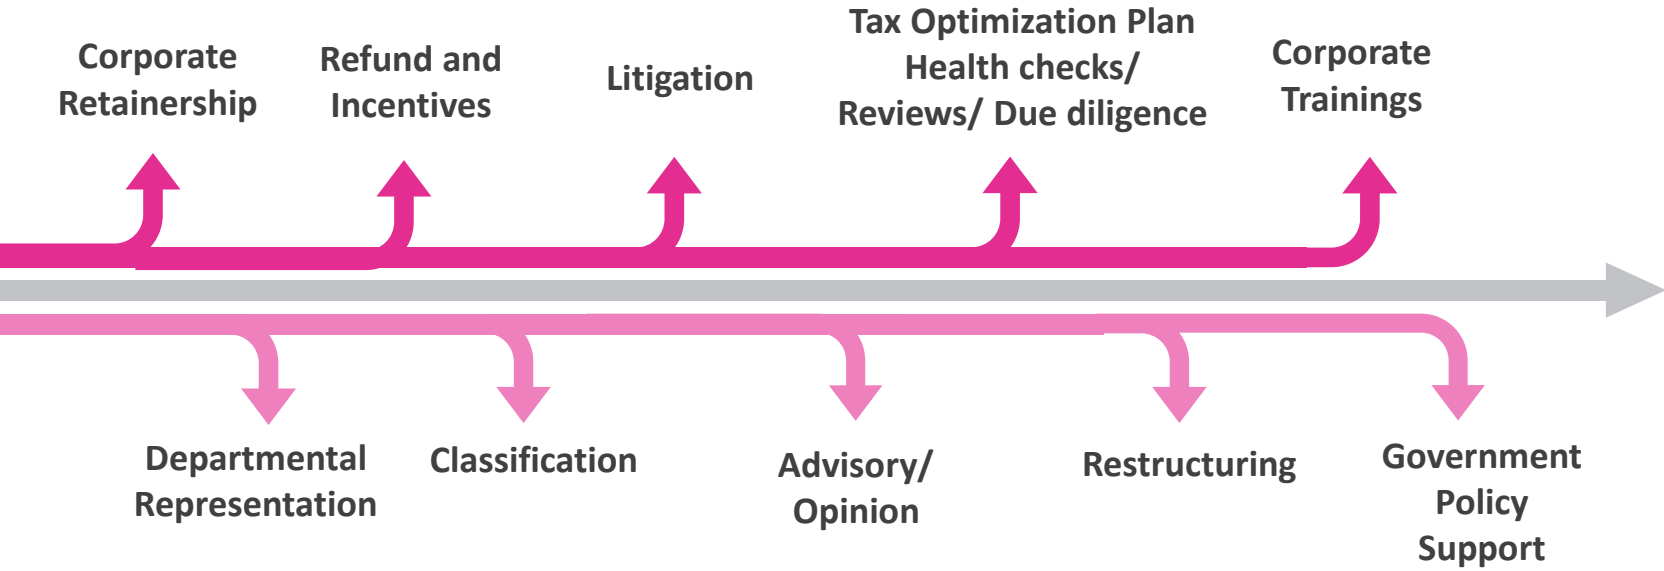 Corporate
Retainership
Refund and
Incentives
Litigation
Tax Optimization Plan
Health checks/
Reviews/ Due diligence
Corporate
Trainings
Departmental
Representation
Classification
Advisory/
Opinion
Restructuring
Government
Policy
Support